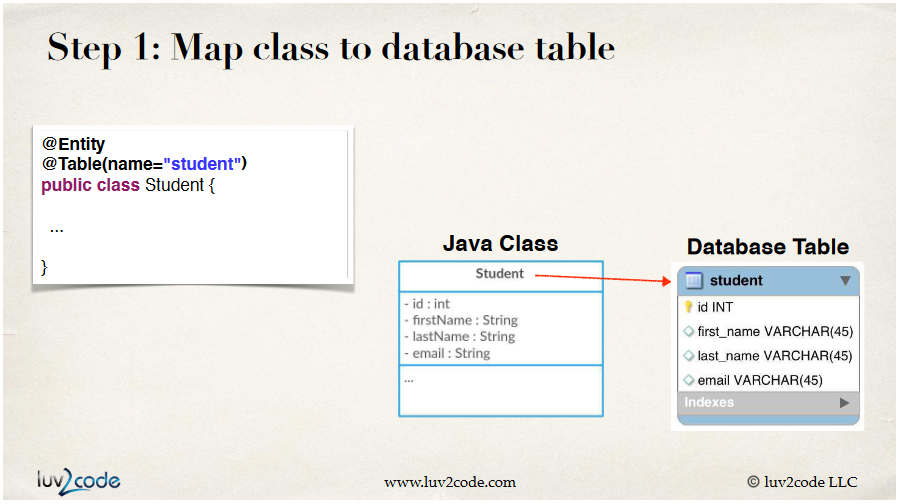 Step 1: Map class to database table
@Entity
@Table(name="student")
public class Student {
...
}
Java Class
Student
- id : int
- firstName : String
- lastName : String
- email : String
...
Database Table
student
id INT
first_name VARCHAR(45)
last_name VARCHAR(45)
email VARCHAR(45)
Indexes
luv2code
www.luv2code.com
© luv2code LLC